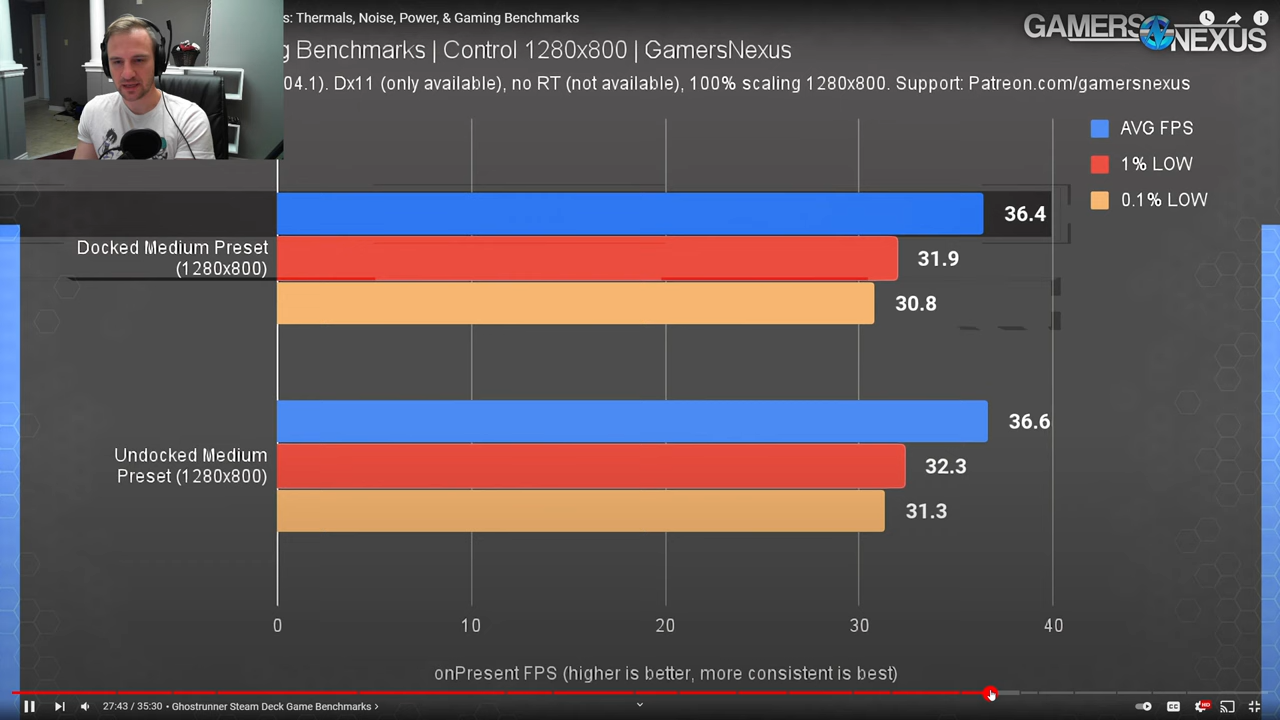 s: Thermals, Noise, Power, & Gaming Benchmarks
g Benchmarks | Control 1280x800 | GamersNexus
04.1). Dx11 (only available), no RT (not available), 100% scaling 1280x800. Support: Patreon.com/gamersnexus
GAMERS
NEXUS
AVG FPS
1% LOW
0.1% LOW
Docked Medium Preset
(1280x800)
36.4
31.9
30.8
Undocked Medium
Preset (1280x800)
36.6
32.3
31.3
0 10 20 30 40
onPresent FPS (higher is better, more consistent is best)
27:43 / 35:30 • Ghostrunner Steam Deck Game Benchmarks >
CC
HD